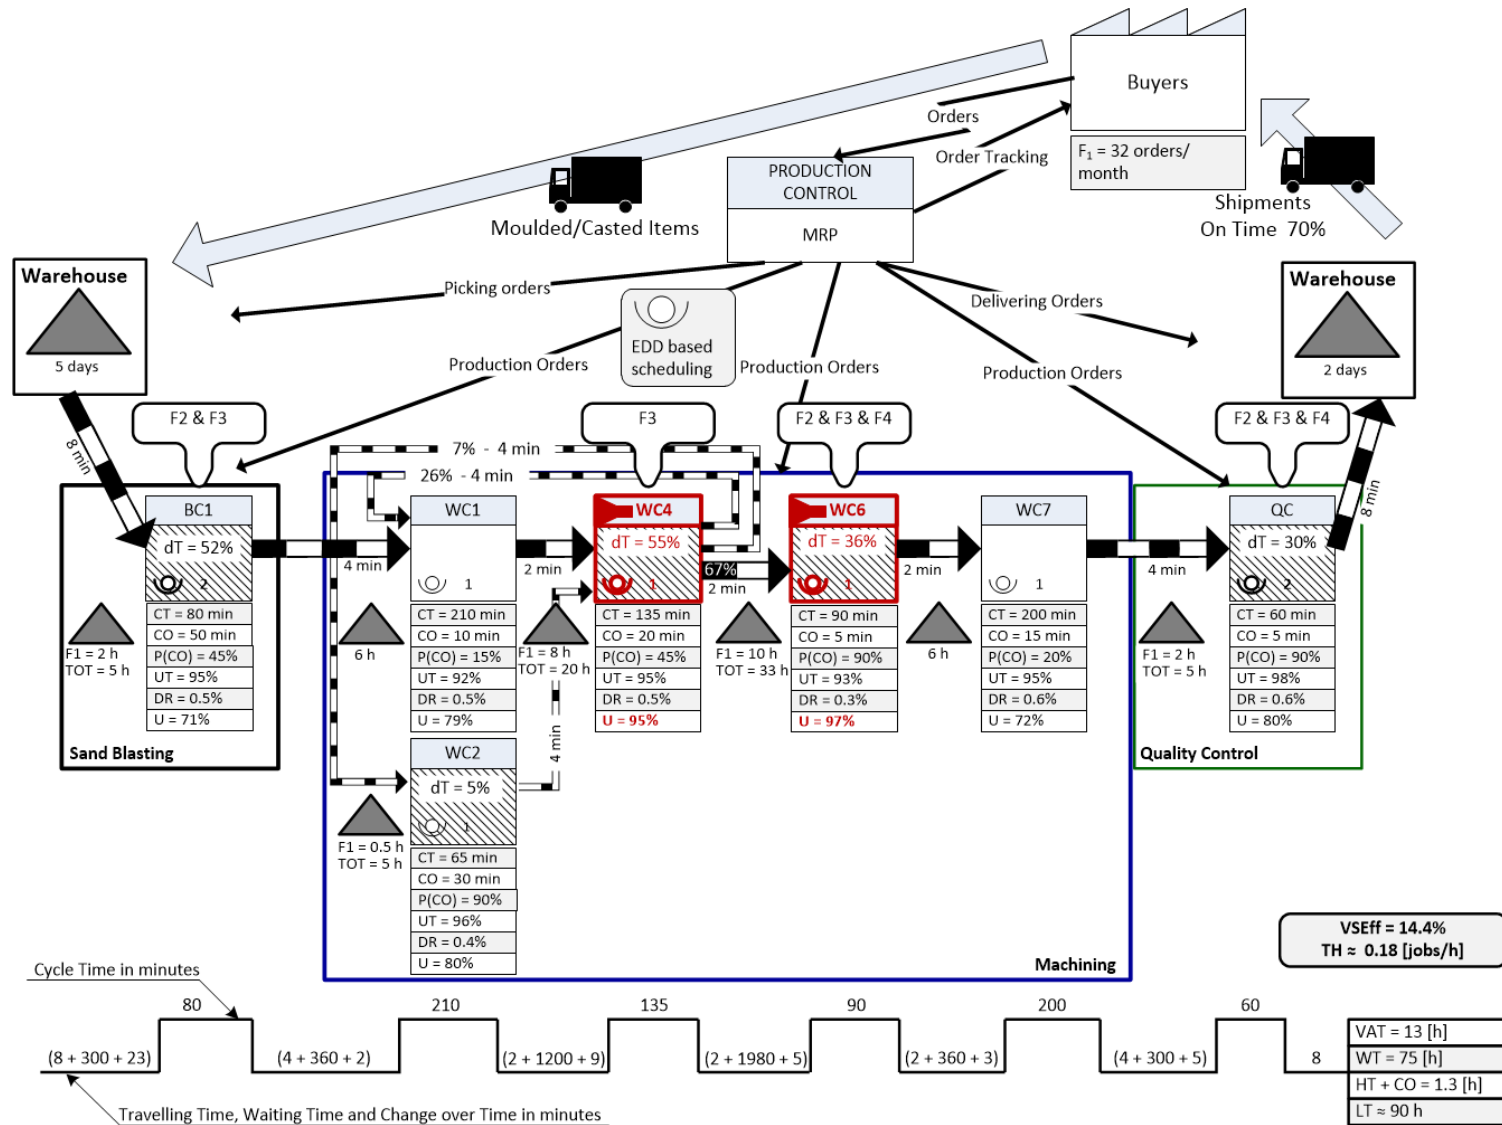 Buyers
F1 = 32 orders/
month
Orders
Order Tracking
PRODUCTION
CONTROL
MRP
Moulded/Casted Items
Shipments
On Time 70%
Warehouse
5 days
Warehouse
2 days
Picking orders
EDD based
scheduling
Delivering Orders
Production Orders
Production Orders
Production Orders
8 min
F2 & F3
F3
F2 & F3 & F4
F2 & F3 & F4
8 min
7% - 4 min
26% - 4 min
BC1
dT = 52%
2
CT = 80 min
CO = 50 min
P(CO) = 45%
UT = 95%
DR = 0.5%
U = 71%
F1 = 2 h
TOT = 5 h
Sand Blasting
4 min
6 h
WC1
1
CT = 210 min
CO = 10 min
P(CO) = 15%
UT = 92%
DR = 0.5%
U = 79%
2 min
F1 = 8 h
TOT = 20 h
4 min
WC2
dT = 5%
1
CT = 65 min
CO = 30 min
P(CO) = 90%
UT = 96%
DR = 0.4%
U = 80%
F1 = 0.5 h
TOT = 5 h
WC4
dT = 55%
1
CT = 135 min
CO = 20 min
P(CO) = 45%
UT = 95%
DR = 0.5%
U = 95%
67%
2 min
F1 = 10 h
TOT = 33 h
WC6
dT = 36%
1
CT = 90 min
CO = 5 min
P(CO) = 90%
UT = 93%
DR = 0.3%
U = 97%
2 min
6 h
WC7
1
CT = 200 min
CO = 15 min
P(CO) = 20%
UT = 95%
DR = 0.6%
U = 72%
Machining
4 min
F1 = 2 h
TOT = 5 h
QC
dT = 30%
2
CT = 60 min
CO = 5 min
P(CO) = 90%
UT = 98%
DR = 0.6%
U = 80%
Quality Control
VSEff = 14.4%
TH ≈ 0.18 [jobs/h]
Cycle Time in minutes
80
210
135
90
200
60
(8 + 300 + 23)
(4 + 360 + 2)
(2 + 1200 + 9)
(2 + 1980 + 5)
(2 + 360 + 3)
(4 + 300 + 5)
8
Travelling Time, Waiting Time and Change over Time in minutes
VAT = 13 [h]
WT = 75 [h]
HT + CO = 1.3 [h]
LT ≈ 90 h